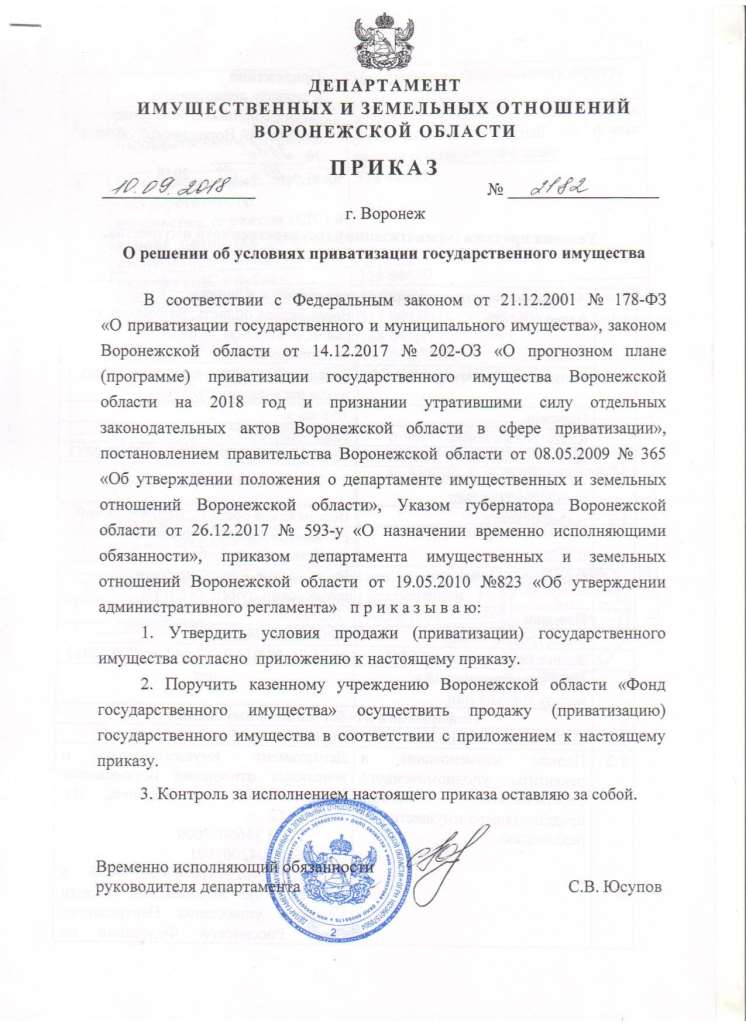 ДЕПАРТАМЕНТ
ИМУЩЕСТВЕННЫХ И ЗЕМЕЛЬНЫХ ОТНОШЕНИЙ
ВОРОНЕЖСКОЙ ОБЛАСТИ
ПРИКАЗ
10.09.2018 № 2182
г. Воронеж
О решении об условиях приватизации государственного имущества
В соответствии с Федеральным законом от 21.12.2001 № 178-ФЗ
«О приватизации государственного и муниципального имущества», законом
Воронежской области от 14.12.2017 № 202-ОЗ «О прогнозном плане
(программе) приватизации государственного имущества Воронежской
области на 2018 год и признании утратившими силу отдельных
законодательных актов Воронежской области в сфере приватизации»,
постановлением правительства Воронежской области от 08.05.2009 № 365
«Об утверждении положения о департаменте имущественных и земельных
отношений Воронежской области», Указом губернатора Воронежской
области от 26.12.2017 № 593-у «О назначении временно исполняющими
обязанности», приказом департамента имущественных и земельных
отношений Воронежской области от 19.05.2010 №823 «Об утверждении
административного регламента» п р и к а з ы в а ю:
1. Утвердить условия продажи (приватизации) государственного
имущества согласно приложению к настоящему приказу.
2. Поручить казенному учреждению Воронежской области «Фонд
государственного имущества» осуществить продажу (приватизацию)
государственного имущества в соответствии с приложением к настоящему
приказу.
3. Контроль за исполнением настоящего приказа оставляю за собой.
Временно исполняющий обязанности
руководителя департамента С.В. Юсупов
2